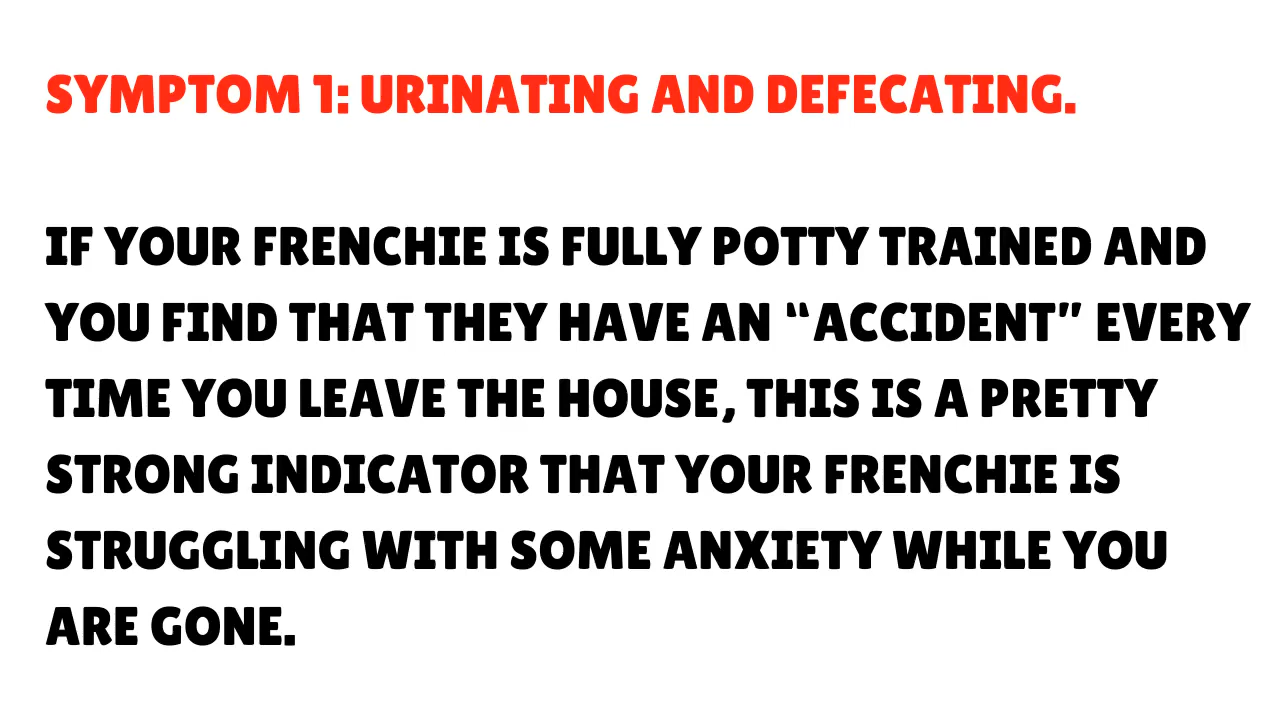 SYMPTOM 1: URINATING AND DEFECATING.
IF YOUR FRENCHIE IS FULLY POTTY TRAINED AND
YOU FIND THAT THEY HAVE AN “ACCIDENT” EVERY
TIME YOU LEAVE THE HOUSE, THIS IS A PRETTY
STRONG INDICATOR THAT YOUR FRENCHIE IS
STRUGGLING WITH SOME ANXIETY WHILE YOU
ARE GONE.